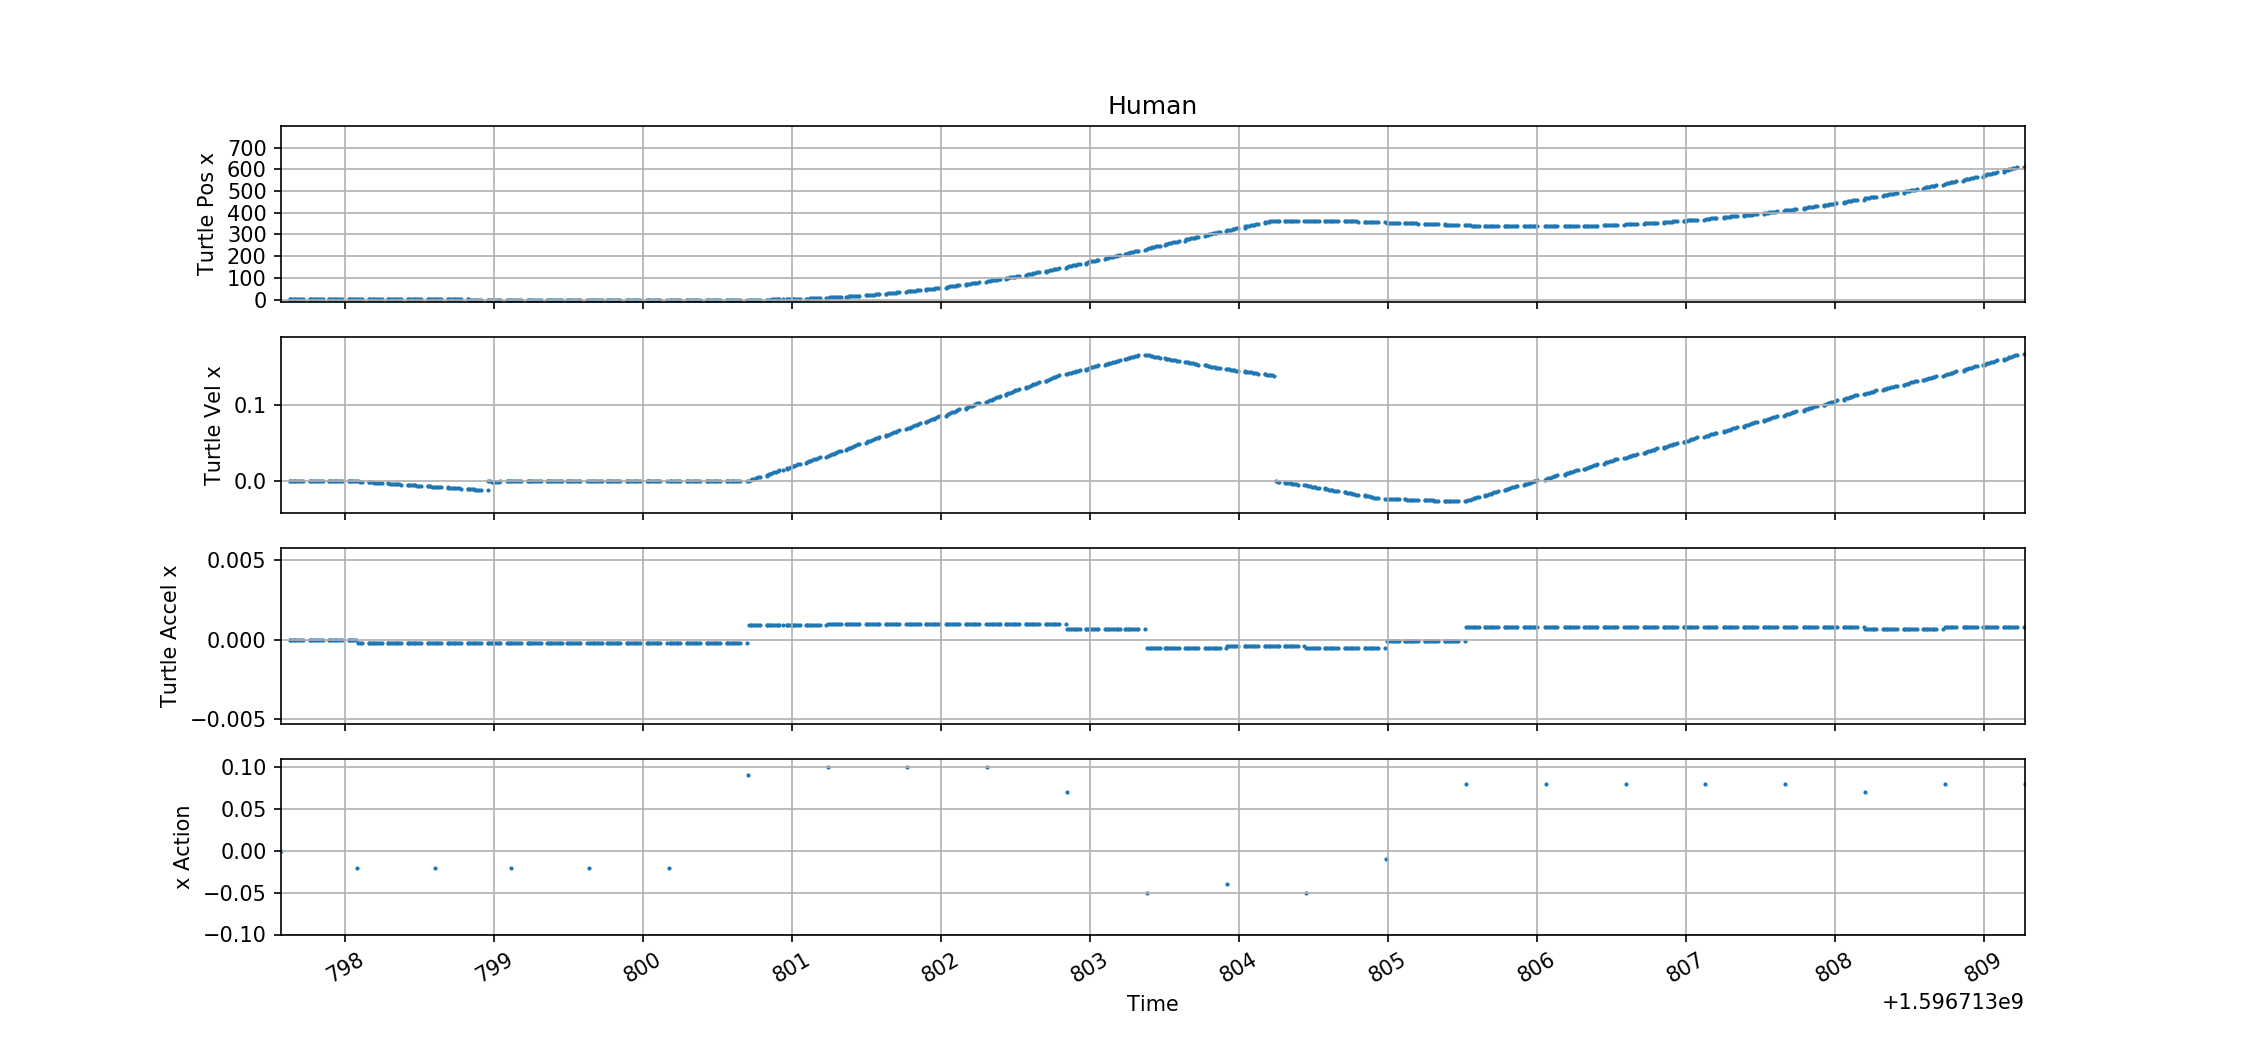 Human
Turtle Pos x
700
600
500
400
300
200
100
0
Turtle Vel x
0.1
0.0
Turtle Accel x
0.005
0.000
−0.005
x Action
0.10
0.05
0.00
−0.05
−0.10
798 799 800 801 802 803 804 805 806 807 808 809
Time
+1.596713e9